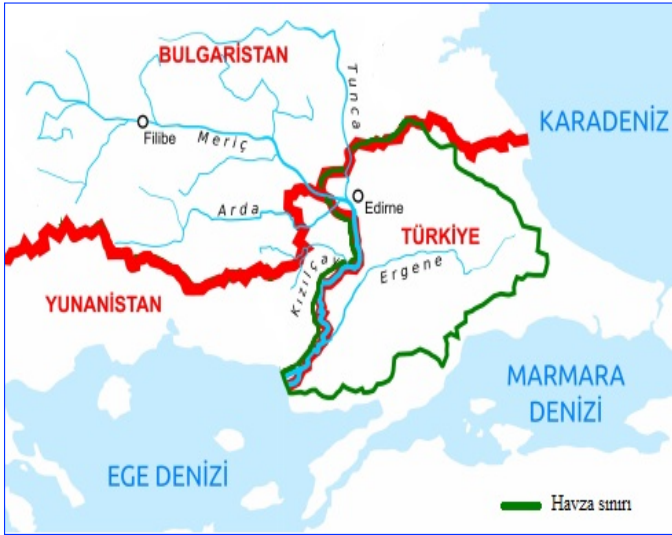 BULGARİSTAN
Tunca
KARADENİZ
Filibe
Meriç
Edirne
Arda
TÜRKİYE
Kızılçak
Ergene
YUNANİSTAN
MARMARA
DENİZİ
EGE DENİZİ
Havza sınırı